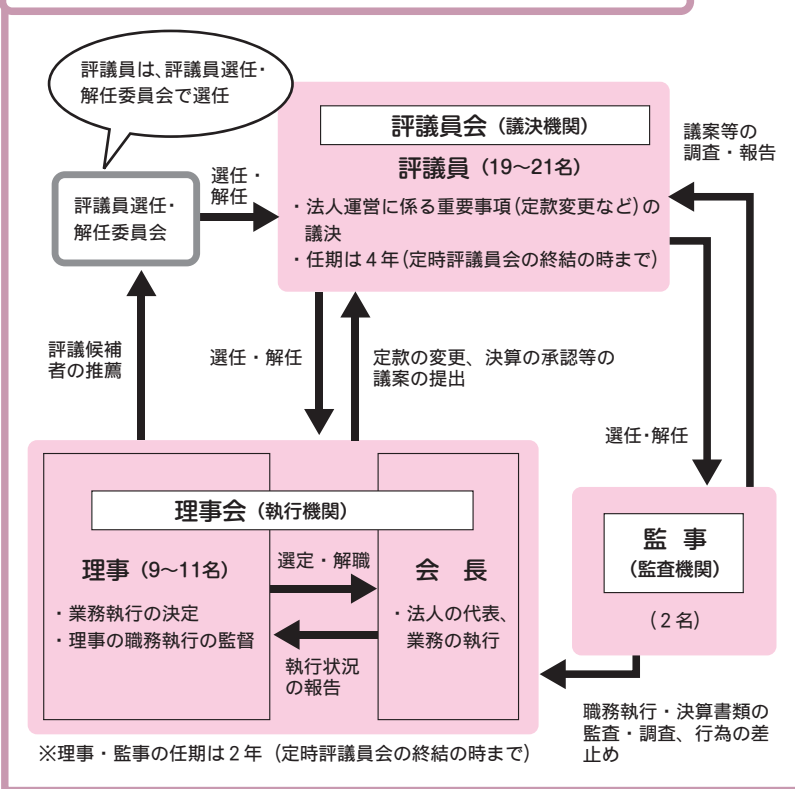 評議員は、評議員選任・
解任委員会で選任
評議員選任・
解任委員会
選任・
解任
評議員会（議決機関）
評議員（19〜21名）
・法人運営に係る重要事項（定款変更など）の
議決
・任期は４年（定時評議員会の終結の時まで）
議案等の
調査・報告
評議候補
者の推薦
選任・解任
定款の変更、決算の承認等の
議案の提出
選任・解任
理事会（執行機関）
理事（9〜11名）
・業務執行の決定
・理事の職務執行の監督
選定・解職
執行状況
の報告
会　長
・法人の代表、
業務の執行
監　事
（監査機関）
（２名）
職務執行・決算書類の
監査・調査、行為の差
止め
※理事・監事の任期は２年（定時評議員会の終結の時まで）